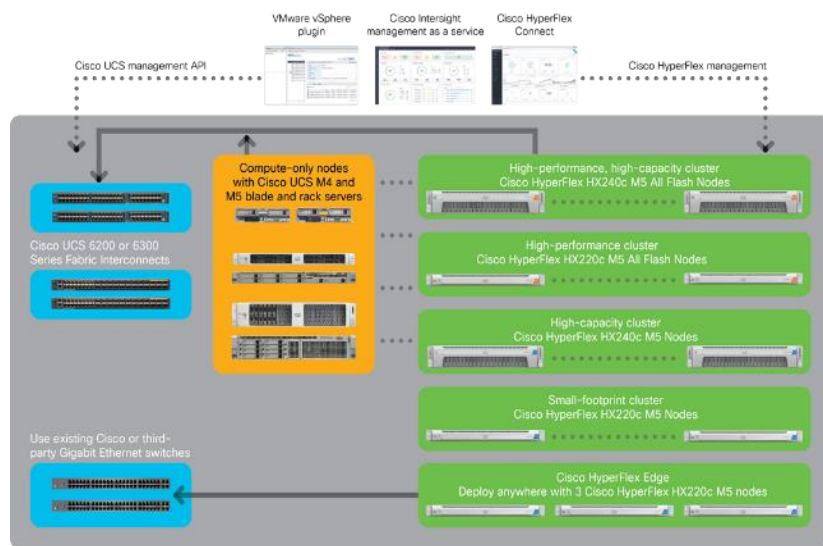 VMware vSphere
plugin
Cisco Intersight
management as a service
Cisco HyperFlex
Connect
Cisco UCS management API
Cisco HyperFlex management
Compute-only nodes
with Cisco UCS M4 and
M5 blade and rack servers
High-performance, high-capacity cluster
Cisco HyperFlex HX240c M5 All Flash Nodes
Cisco UCS 6200 or 6300
Series Fabric Interconnects
High-performance cluster
Cisco HyperFlex HX220c M5 All Flash Nodes
High-capacity cluster
Cisco HyperFlex HX240c M5 Nodes
Small-footprint cluster
Cisco HyperFlex HX220c M5 Nodes
Use existing Cisco or third-
party Gigabit Ethernet switches
Cisco HyperFlex Edge
Deploy anywhere with 3 Cisco HyperFlex HX220c M5 nodes